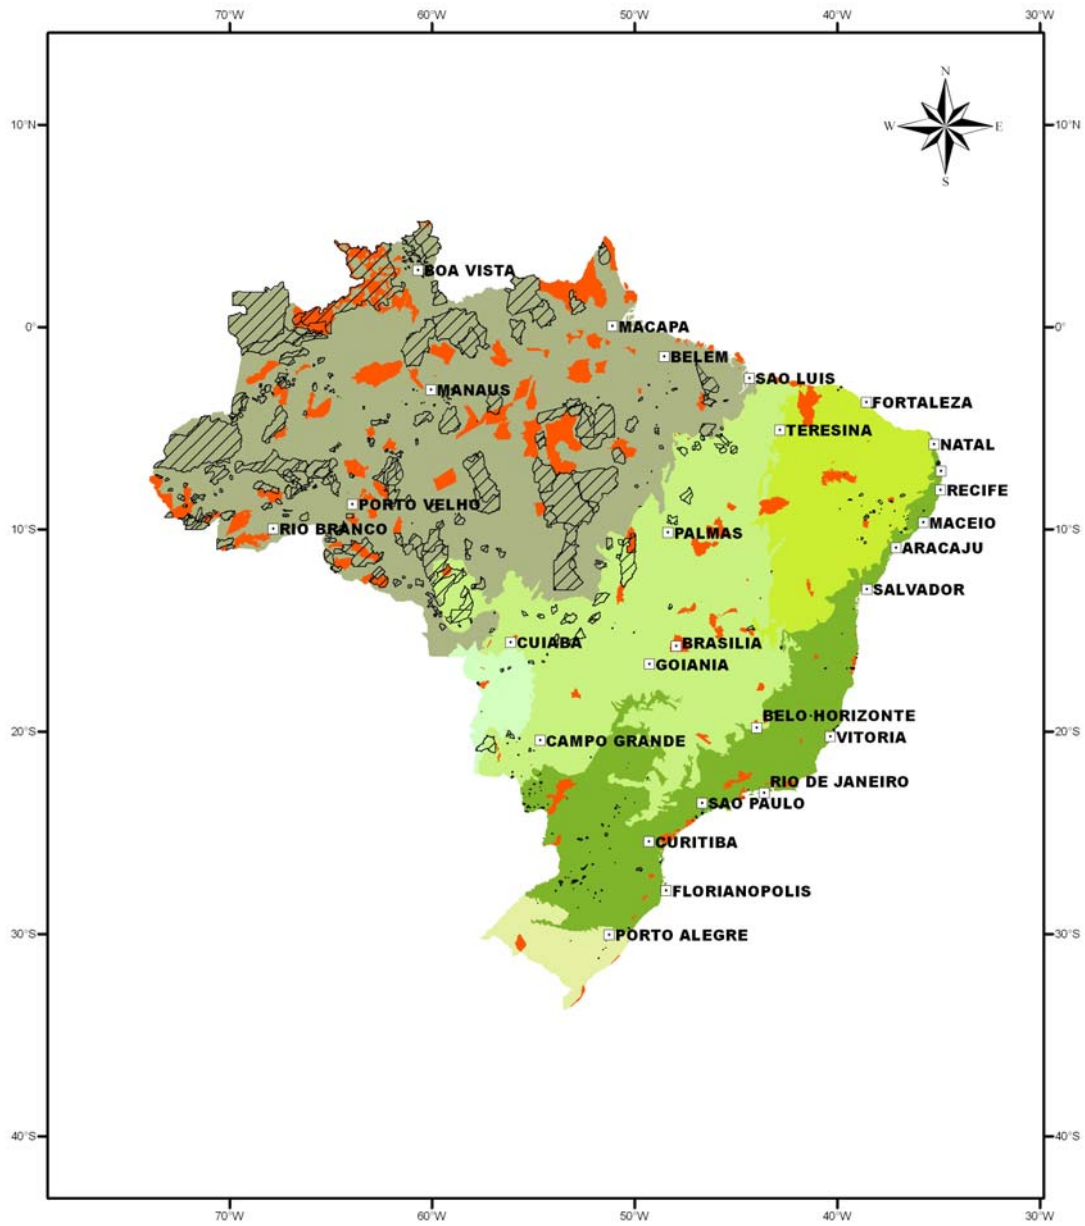 70°W 60°W 50°W 40°W 30°W
N
10°N W E 10°N
S
BOA VISTA
0° MACAPA 0°
BELEM
SAO LUIS
MANAUS
FORTALEZA
TERESINA
NATAL
RECIFE
PORTO VELHO
MACEIO
10°S RIO BRANCO PALMAS 10°S
ARACAJU
SALVADOR
CUIABA BRASILIA
GOIANIA
BELO HORIZONTE
20°S VITORIA 20°S
CAMPO GRANDE
RIO DE JANEIRO
SAO PAULO
CURITIBA
FLORIANOPOLIS
30°S PORTO ALEGRE 30°S
40°S 40°S
70°W 60°W 50°W 40°W 30°W